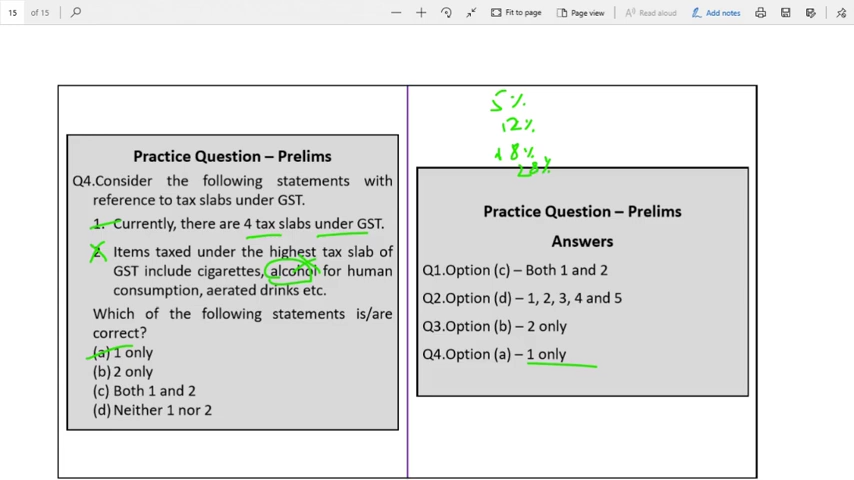 15 of 15 Fit to page Page view Read aloud Add notes
5%
12%
18%
28%
Practice Question – Prelims
Q4.Consider the following statements with
reference to tax slabs under GST.
1. Currently, there are 4 tax slabs under GST.
2. Items taxed under the highest tax slab of
GST include cigarettes, alcohol for human
consumption, aerated drinks etc.
Which of the following statements is/are
correct?
(a) 1 only
(b) 2 only
(c) Both 1 and 2
(d) Neither 1 nor 2
Practice Question – Prelims
Answers
Q1.Option (c) – Both 1 and 2
Q2.Option (d) – 1, 2, 3, 4 and 5
Q3.Option (b) – 2 only
Q4.Option (a) – 1 only